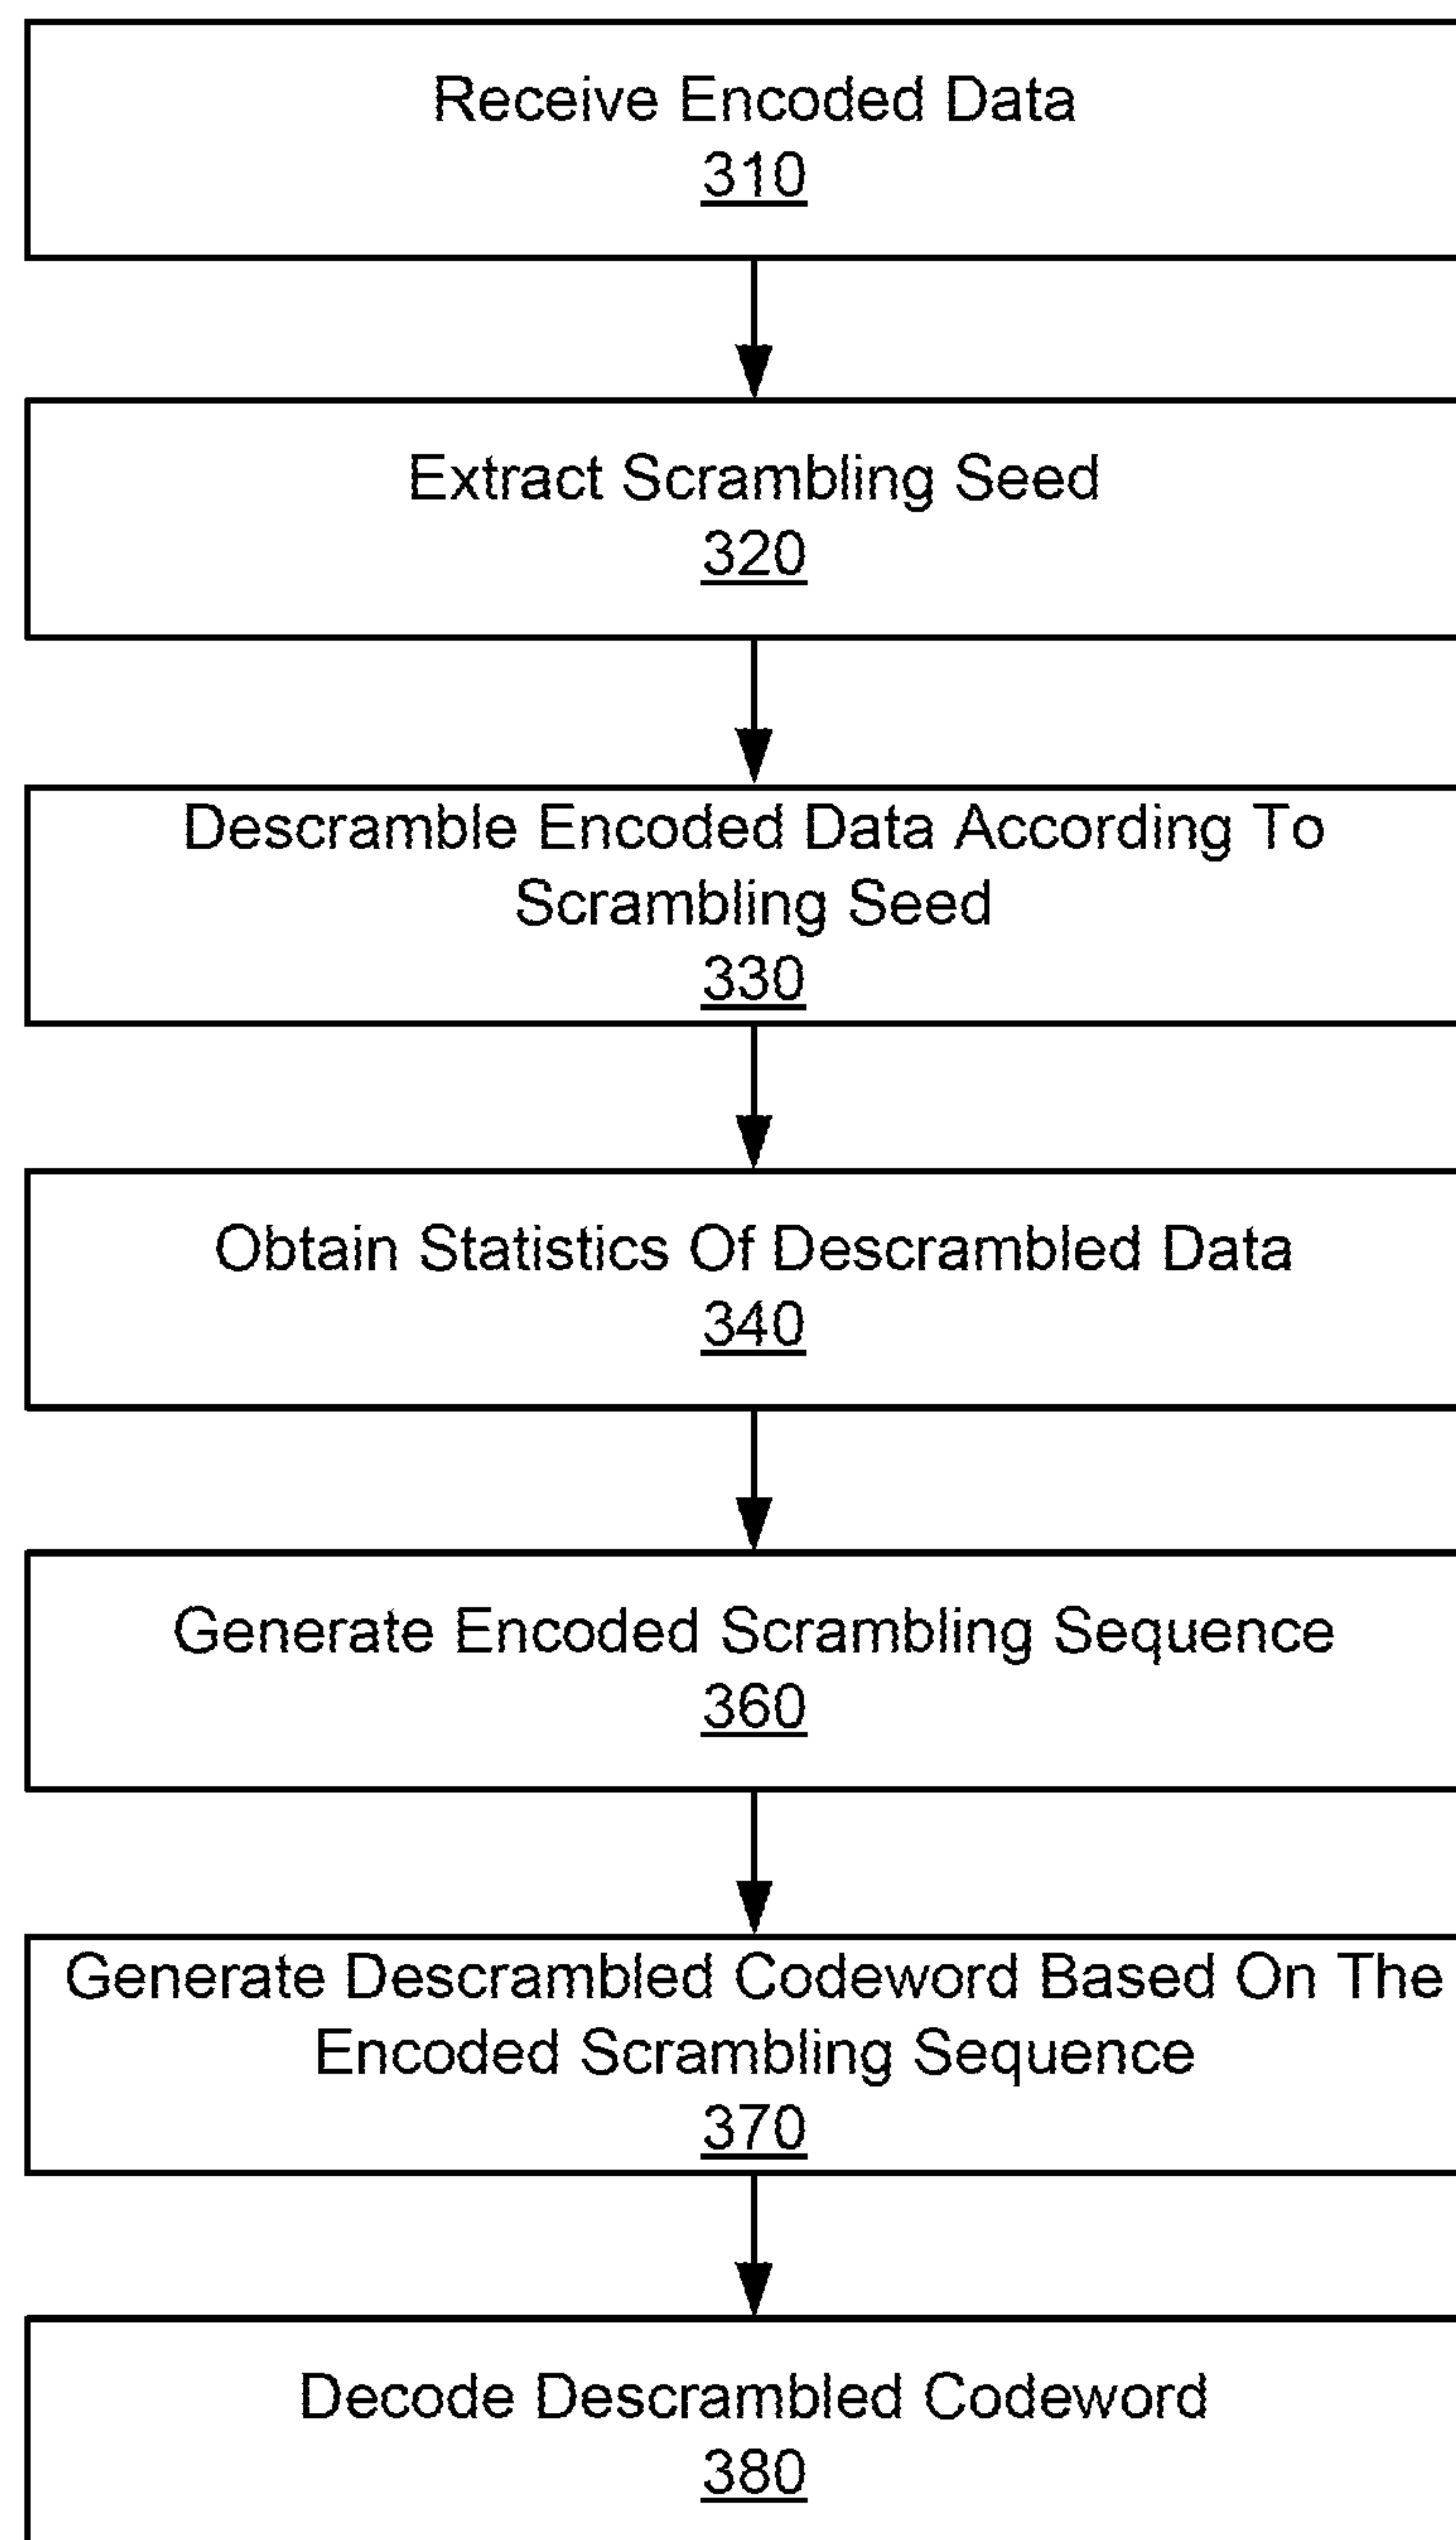 Receive Encoded Data
310
Extract Scrambling Seed
320
Descramble Encoded Data According To
Scrambling Seed
330
Obtain Statistics Of Descrambled Data
340
Generate Encoded Scrambling Sequence
360
Generate Descrambled Codeword Based On The
Encoded Scrambling Sequence
370
Decode Descrambled Codeword
380